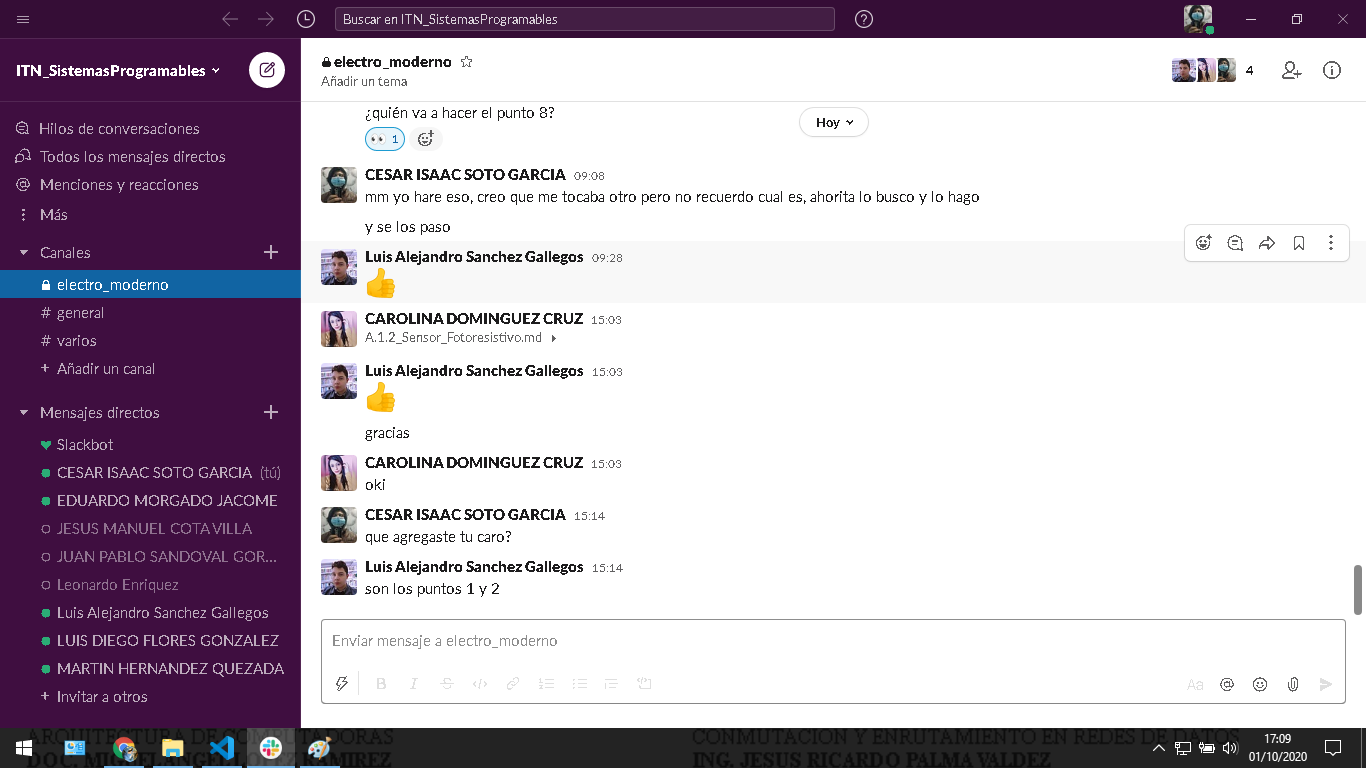 Buscar en ITN_SistemasProgramables
ITN_SistemasProgramables
Hilos de conversaciones
Todos los mensajes directos
Menciones y reacciones
Más
Canales
electro_moderno
# general
# varios
+ Añadir un canal
Mensajes directos
Slackbot
CESAR ISAAC SOTO GARCIA (tú)
EDUARDO MORGADO JACOME
JESUS MANUEL COTA VILLA
JUAN PABLO SANDOVAL GOR...
Leonardo Enriquez
Luis Alejandro Sanchez Gallegos
LUIS DIEGO FLORES GONZALEZ
MARTIN HERNANDEZ QUEZADA
+ Invitar a otros
electro_moderno
Añadir un tema
4
¿quién va a hacer el punto 8?
1
Hoy
CESAR ISAAC SOTO GARCIA 09:08
mm yo hare eso, creo que me tocaba otro pero no recuerdo cual es, ahorita lo busco y lo hago
y se los paso
Luis Alejandro Sanchez Gallegos 09:28
CAROLINA DOMINGUEZ CRUZ 15:03
A.1.2_Sensor_Fotoresistivo.md
Luis Alejandro Sanchez Gallegos 15:03
gracias
CAROLINA DOMINGUEZ CRUZ 15:03
oki
CESAR ISAAC SOTO GARCIA 15:14
que agregaste tu caro?
Luis Alejandro Sanchez Gallegos 15:14
son los puntos 1 y 2
Enviar mensaje a electro_moderno
B I S
Aa
CONMUTACION Y ENRUTAMIENTO EN REDES DE DATOS
ING. JESUS RICARDO PALMA VALDEZ
17:09
01/10/2020